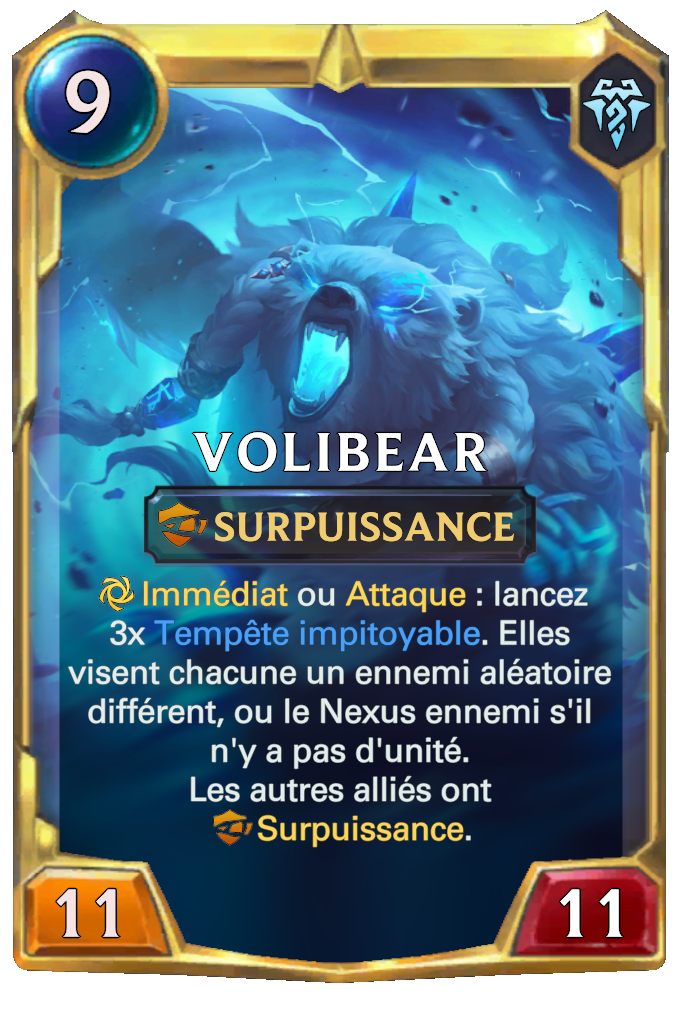 9
VOLIBEAR
SURPUISSANCE
Immédiat ou Attaque : lancez
3x Tempête impitoyable. Elles
visent chacune un ennemi aléatoire
différent, ou le Nexus ennemi s'il
n'y a pas d'unité.
Les autres alliés ont
Surpuissance.
11
11